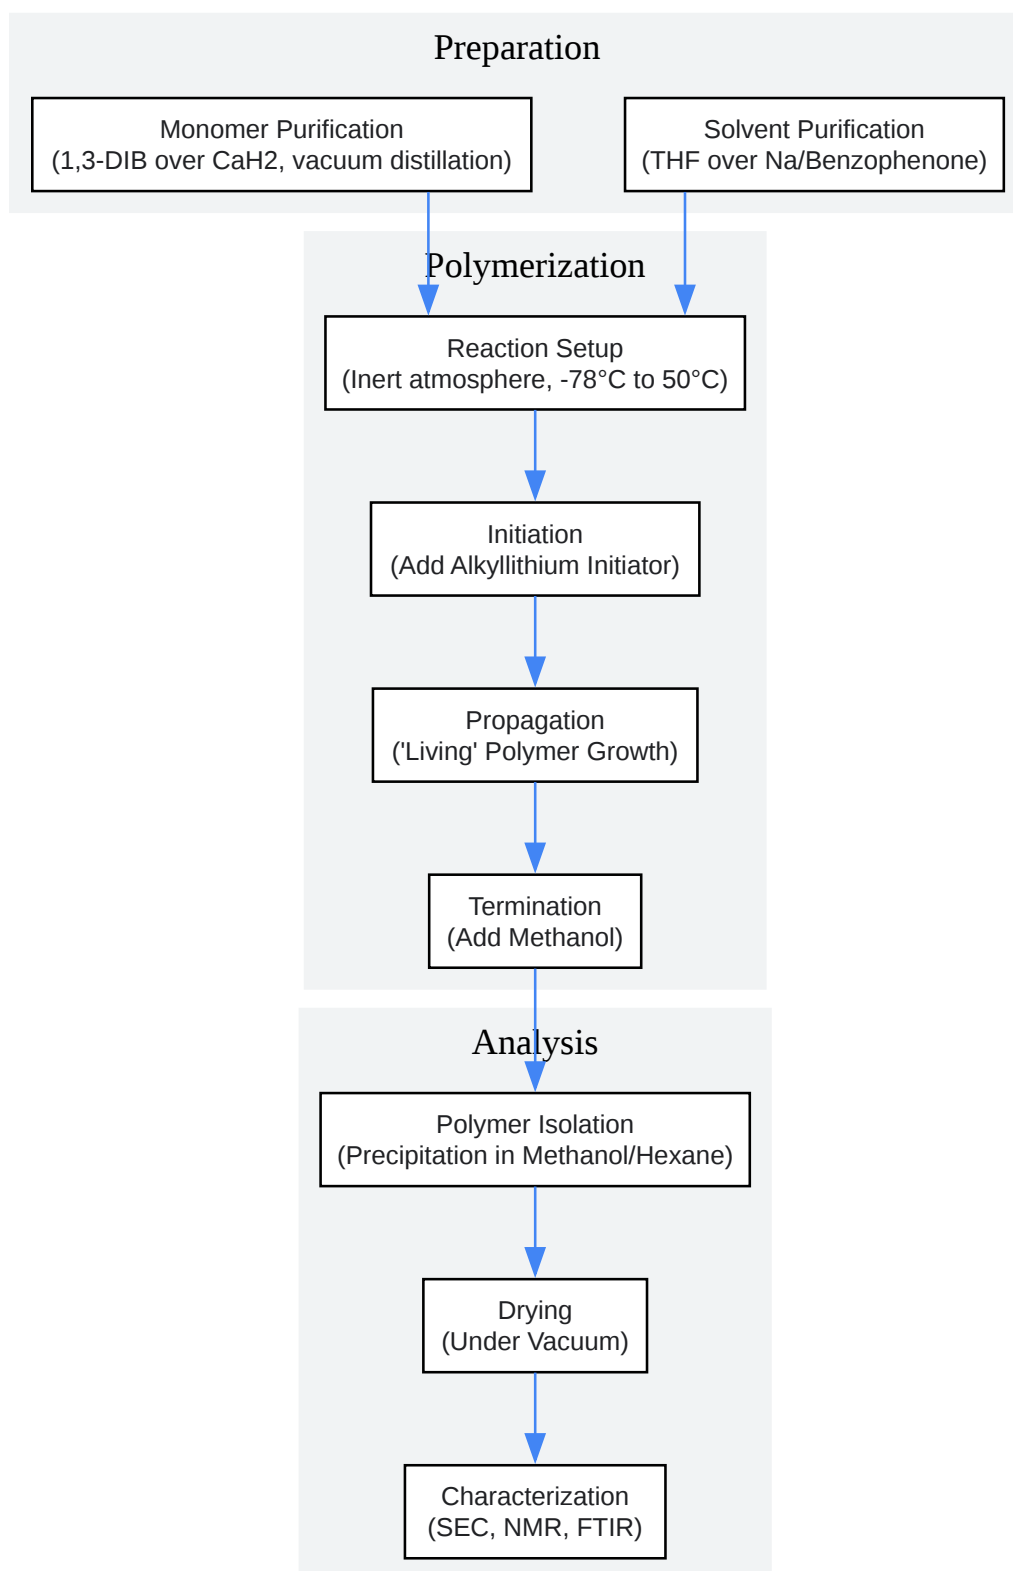 Preparation
Monomer Purification
(1,3-DIB over CaH2, vacuum distillation)
Solvent Purification
(THF over Na/Benzophenone)
Polymerization
Reaction Setup
(Inert atmosphere, -78°C to 50°C)
Initiation
(Add Alkyllithium Initiator)
Propagation
('Living' Polymer Growth)
Termination
(Add Methanol)
Analysis
Polymer Isolation
(Precipitation in Methanol/Hexane)
Drying
(Under Vacuum)
Characterization
(SEC, NMR, FTIR)